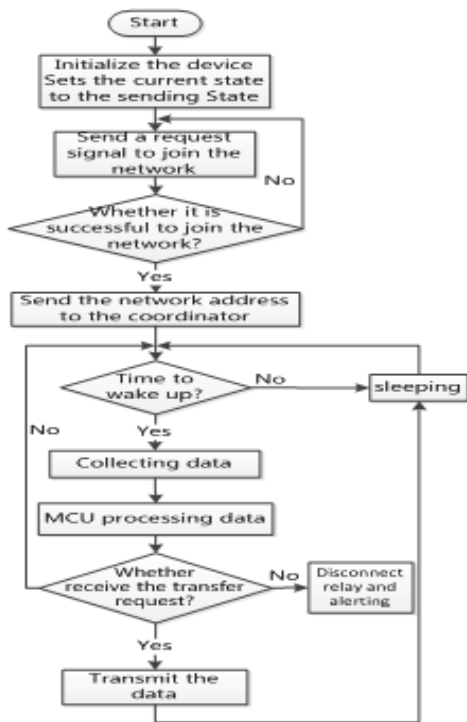 Start
Initialize the device
Sets the current state
to the sending State
Send a request
signal to join the
network
No
Whether it is
successful to join the
network?
Yes
Send the network address
to the coordinator
Time to
wake up?
No
sleeping
No
Yes
Collecting data
MCU processing data
Whether
receive the transfer
request?
No
Disconnect
relay and
alerting
Yes
Transmit the
data